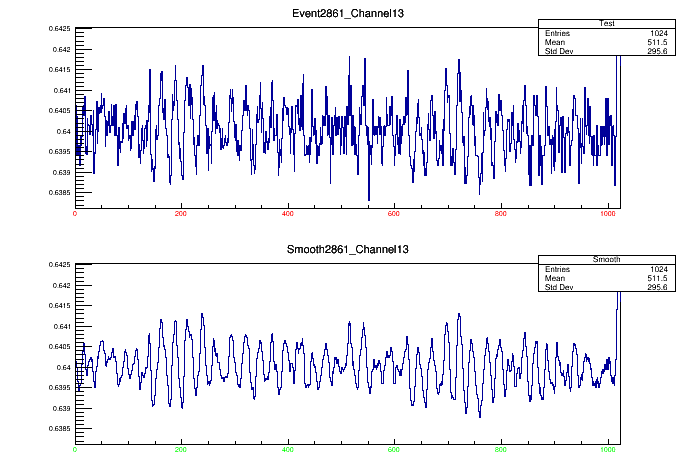 Event2861_Channel13
Test
Entries 1024
Mean 511.5
Std Dev 295.6
0.6425
0.642
0.6415
0.641
0.6405
0.64
0.6395
0.639
0.6385
0 200 400 600 800 1000
Smooth2861_Channel13
Smooth
Entries 1024
Mean 511.5
Std Dev 295.6
0.6425
0.642
0.6415
0.641
0.6405
0.64
0.6395
0.639
0.6385
0 200 400 600 800 1000